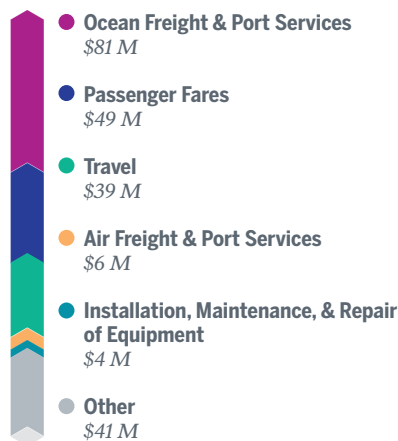 Ocean Freight & Port Services
$81 M
Passenger Fares
$49 M
Travel
$39 M
Air Freight & Port Services
$6 M
Installation, Maintenance, & Repair
of Equipment
$4 M
Other
$41 M